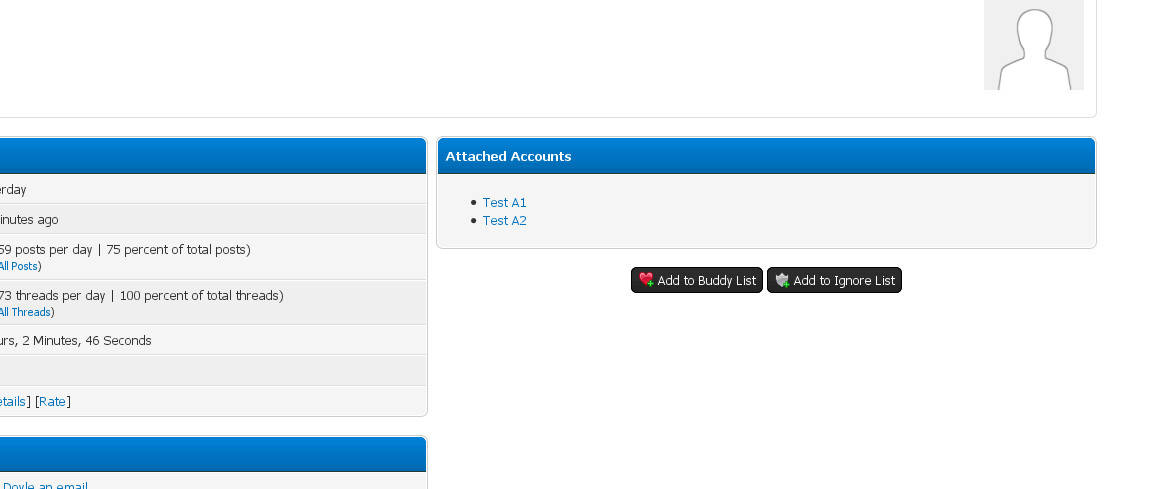 erday
inutes ago
59 posts per day | 75 percent of total posts)
All Posts)
73 threads per day | 100 percent of total threads)
All Threads)
urs, 2 Minutes, 46 Seconds
etails] [Rate]
Doyle an email
Attached Accounts
Test A1
Test A2
Add to Buddy List
Add to Ignore List